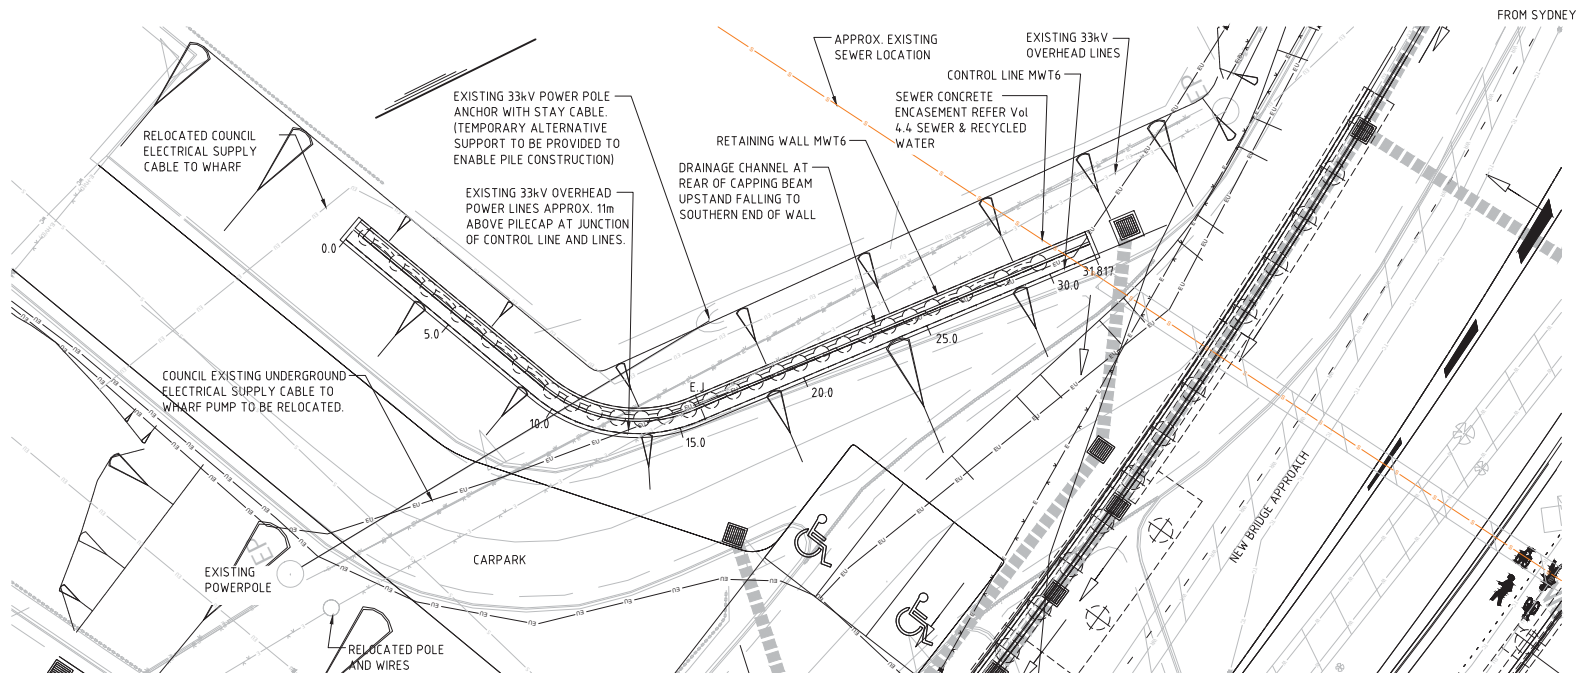 FROM SYDNEY
APPROX. EXISTING
SEWER LOCATION
EXISTING 33kV
OVERHEAD LINES
CONTROL LINE MWT6
SEWER CONCRETE
ENCASEMENT REFER Vol
4.4 SEWER & RECYCLED
WATER
EXISTING 33kV POWER POLE
ANCHOR WITH STAY CABLE.
(TEMPORARY ALTERNATIVE
SUPPORT TO BE PROVIDED TO
ENABLE PILE CONSTRUCTION)
RELOCATED COUNCIL
ELECTRICAL SUPPLY
CABLE TO WHARF
RETAINING WALL MWT6
DRAINAGE CHANNEL AT
REAR OF CAPPING BEAM
UPSTAND FALLING TO
SOUTHERN END OF WALL
EXISTING 33kV OVERHEAD
POWER LINES APPROX. 11m
ABOVE PILECAP AT JUNCTION
OF CONTROL LINE AND LINES.
0.0
5.0
10.0
15.0
20.0
25.0
30.0
31.817
E.J.
COUNCIL EXISTING UNDERGROUND
ELECTRICAL SUPPLY CABLE TO
WHARF PUMP TO BE RELOCATED.
CARPARK
EP
EXISTING
POWERPOLE
RELOCATED POLE
AND WIRES
NEW BRIDGE APPROACH